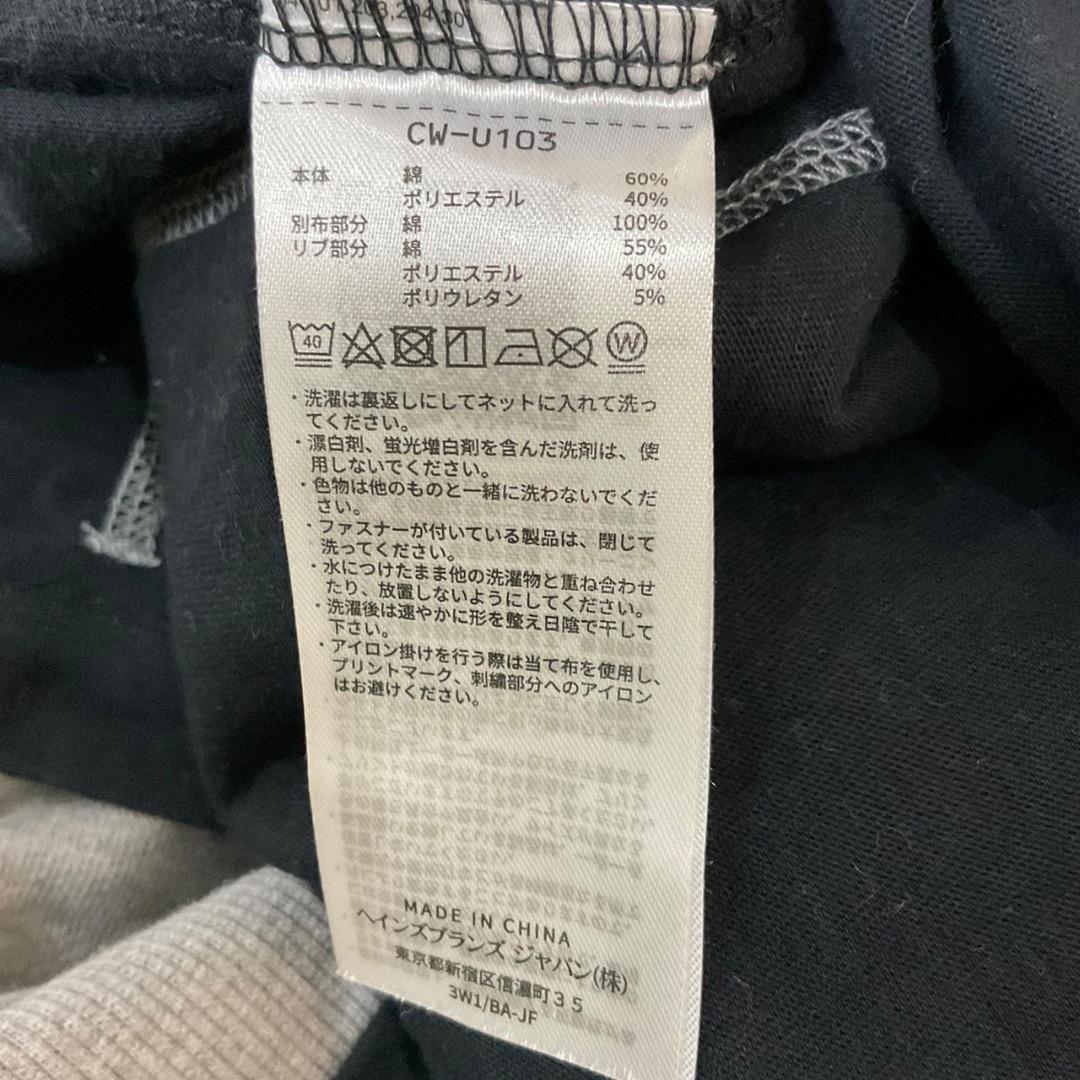 CW-U103
本体 綿 60%
ポリエステル 40%
別布部分 綿 100%
リブ部分 綿 55%
ポリエステル 40%
ポリウレタン 5%
40 W
・洗濯は裏返しにしてネットに入れて洗っ
てください。
・漂白剤、蛍光増白剤を含んだ洗剤は、使
用しないでください。
・色物は他のものと一緒に洗わないでくだ
さい。
・ファスナーが付いている製品は、閉じて
洗ってください。
・水につけたまま他の洗濯物と重ね合わせ
たり、放置しないようにしてください。
・洗濯後は速やかに形を整え日陰で干して
下さい。
・アイロン掛けを行う際は当て布を使用し、
プリントマーク、刺繍部分へのアイロン
はお避けください。
MADE IN CHINA
ヘインズブランズ ジャパン(株)
東京都新宿区信濃町35
3W1/BA-JF